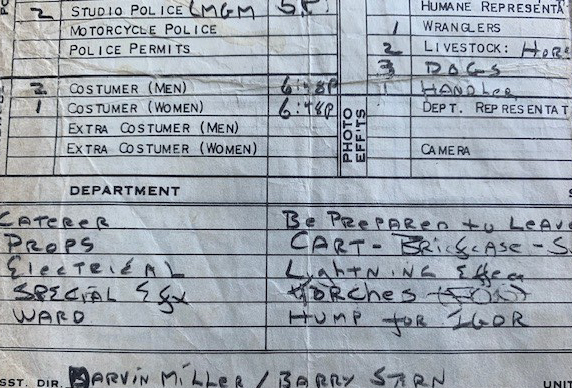 2 STUDIO POLICE (MGM 5P HUMANE REPRESENTA
MOTORCYCLE POLICE 1 WRANGLERS
POLICE PERMITS 2 LIVESTOCK: HORS
3 DOGS
2 COSTUMER (MEN) 6:48P 1 HANDLER
1 COSTUMER (WOMEN) 6:48P DEPT. REPRESENTAT
EXTRA COSTUMER (MEN)
EXTRA COSTUMER (WOMEN) CAMERA
PHOTO EFF'TS
DEPARTMENT S
CATERER BE PREPARED to LEAVE
PROPS CART - BRIEFCASE - S
ELECTRICAL LIGHTNING Effect
SPECIAL Efx TORCHES
WARD HUMP for IGOR
SST. DIR. MARVIN MILLER / BARRY STRN UNIT